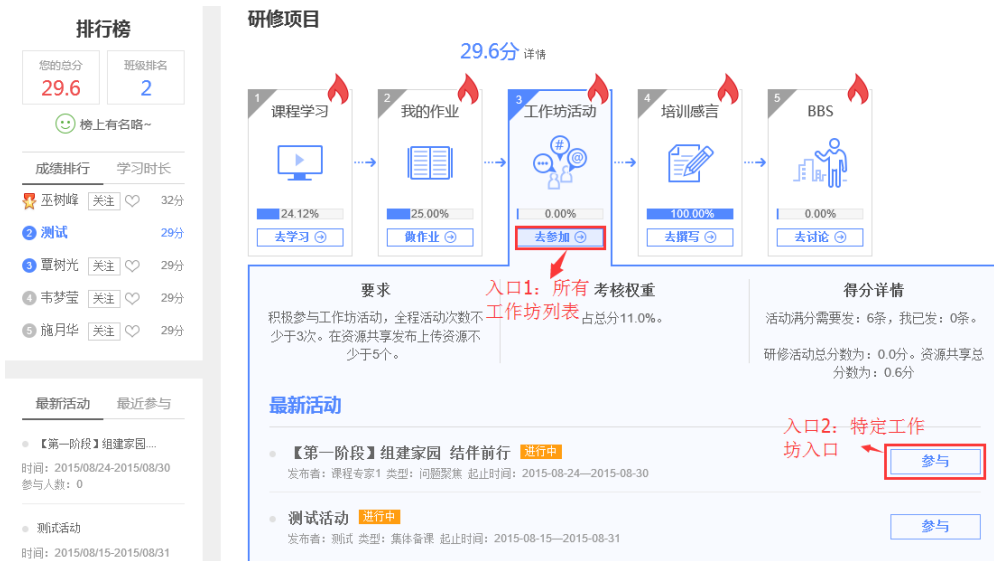 排行榜
您的总分
29.6
班级排名
2
榜上有名咯~
成绩排行 学习时长
巫树峰 关注 32分
2 测试 29分
3 覃树光 关注 29分
4 韦梦莹 关注 29分
5 施月华 关注 29分
最新活动 最近参与
【第一阶段】组建家园....
时间：2015/08/24-2015/08/30
参与人数：0
测试活动
时间：2015/08/15-2015/08/31
研修项目
29.6分 详情
1
课程学习
24.12%
去学习
2
我的作业
25.00%
做作业
3
工作坊活动
#
@
0.00%
去参加
4
培训感言
100.00%
去撰写
5
BBS
0.00%
去讨论
入口1：所有
工作坊列表
要求
积极参与工作坊活动，全程活动次数不
少于3次。在资源共享发布上传资源不
少于5个。
考核权重
占总分11.0%。
得分详情
活动满分需要发：6条，我已发：0条。
研修活动总分数为：0.0分。资源共享总
分数为：0.6分
最新活动
入口2：特定工作
坊入口
【第一阶段】组建家园 结伴前行 进行中
发布者：课程专家1 类型：问题聚焦 起止时间：2015-08-24—2015-08-30
参与
测试活动 进行中
发布者：测试 类型：集体备课 起止时间：2015-08-15—2015-08-31
参与